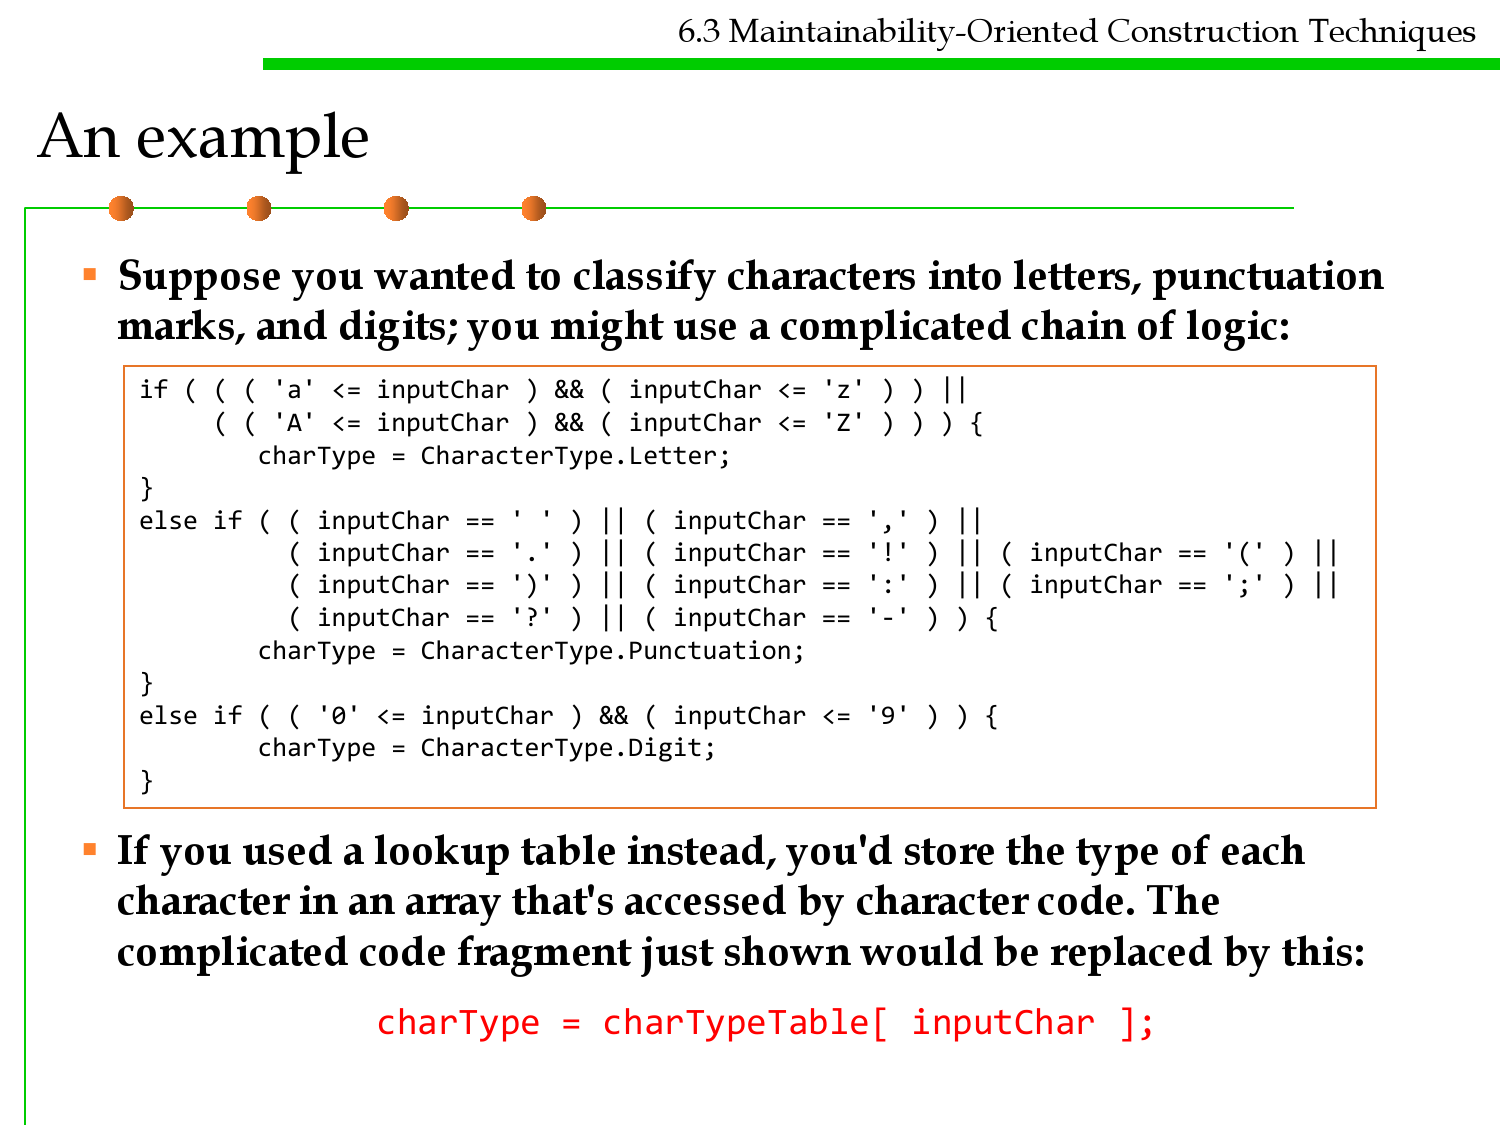 6.3 Maintainability-Oriented Construction Techniques
An example
▪ Suppose you wanted to classify characters into letters, punctuation
marks, and digits; you might use a complicated chain of logic:
if ( ( ( 'a' <= inputChar ) && ( inputChar <= 'z' ) ) ||
( ( 'A' <= inputChar ) && ( inputChar <= 'Z' ) ) ) {
charType = CharacterType.Letter;
}
else if ( ( inputChar == ' ' ) || ( inputChar == ',' ) ||
( inputChar == '.' ) || ( inputChar == '!' ) || ( inputChar == '(' ) ||
( inputChar == ')' ) || ( inputChar == ':' ) || ( inputChar == ';' ) ||
( inputChar == '?' ) || ( inputChar == '-' ) ) {
charType = CharacterType.Punctuation;
}
else if ( ( '0' <= inputChar ) && ( inputChar <= '9' ) ) {
charType = CharacterType.Digit;
}
▪ If you used a lookup table instead, you'd store the type of each
character in an array that's accessed by character code. The
complicated code fragment just shown would be replaced by this:
charType = charTypeTable[ inputChar ];